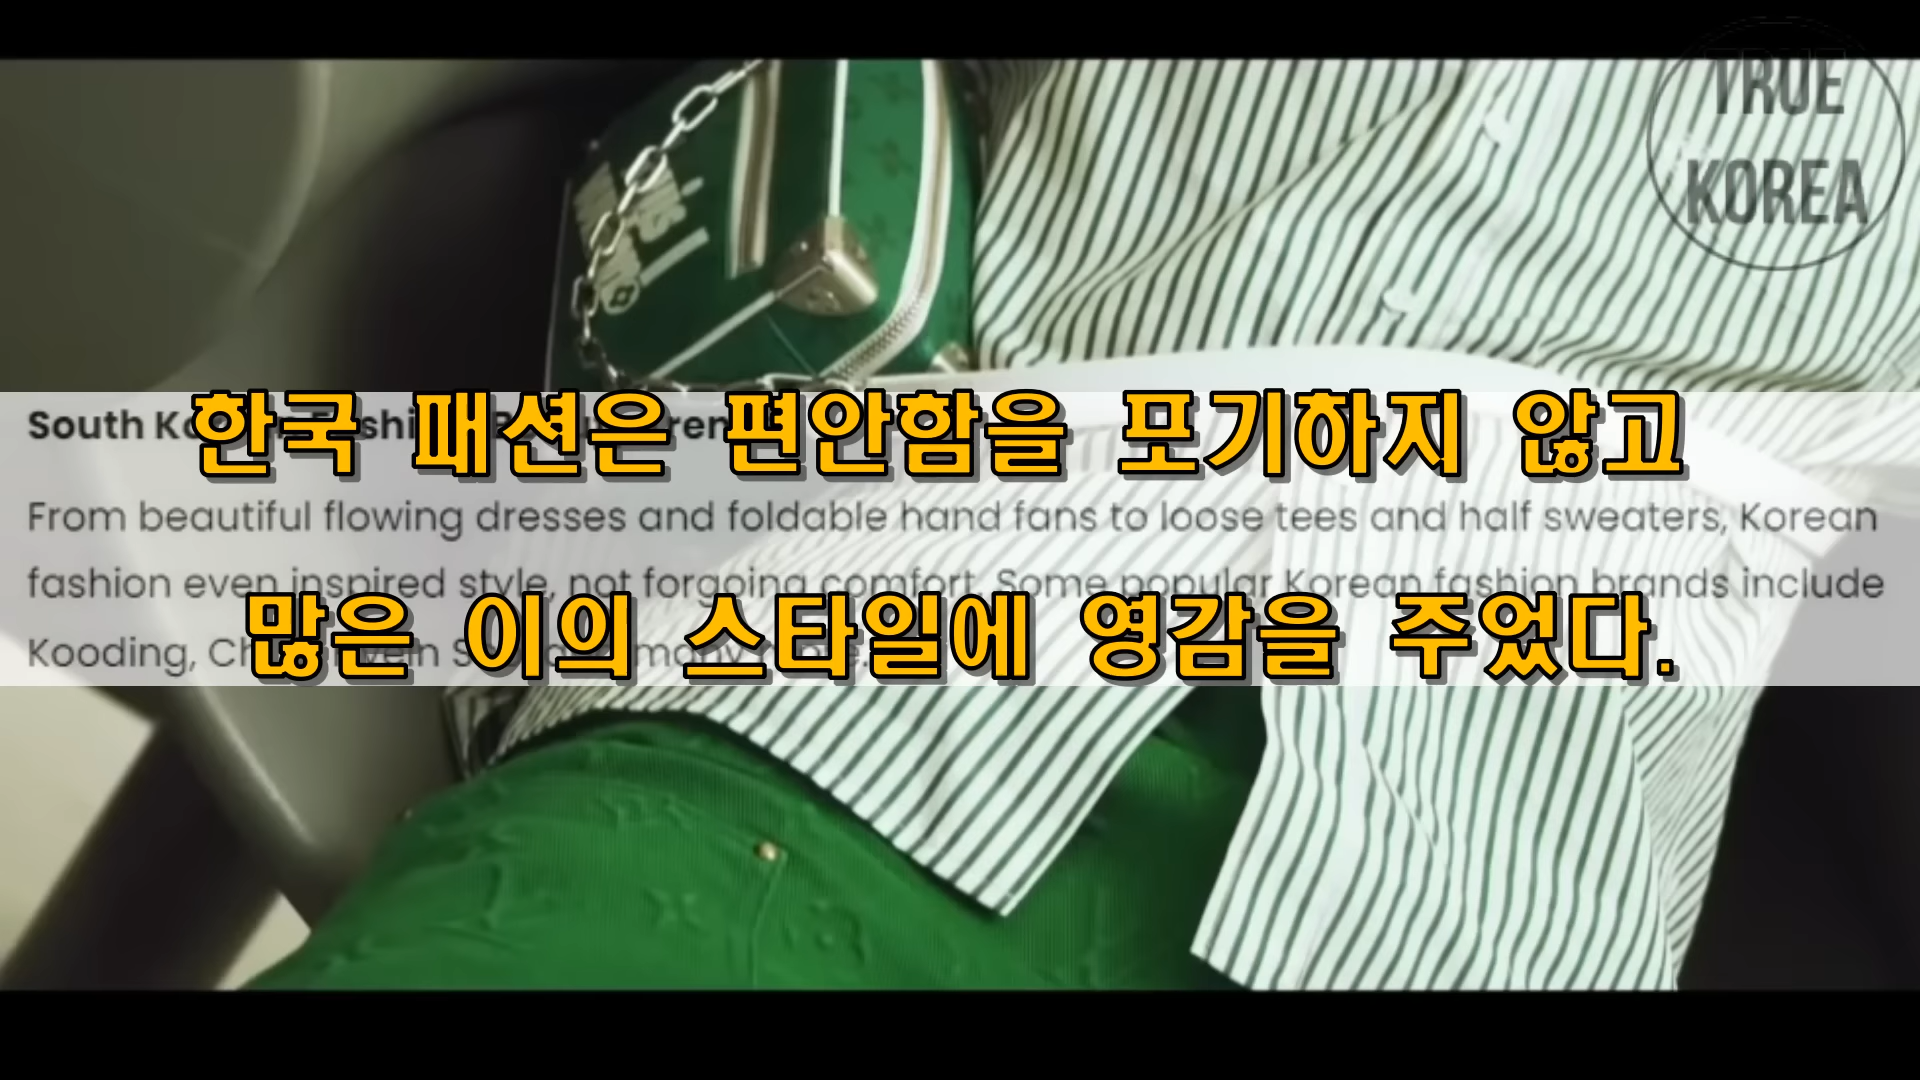 TRUE
KOREA
South
한국 패션은 편안함을 포기하지 않고
From beautiful flowing dresses and foldable hand fans to loose tees and half sweaters, Korean
fashion even inspired style, not forgoing comfort. Some popular Korean fashion brands include
많은 이의 스타일에 영감을 주었다.
Kooding,